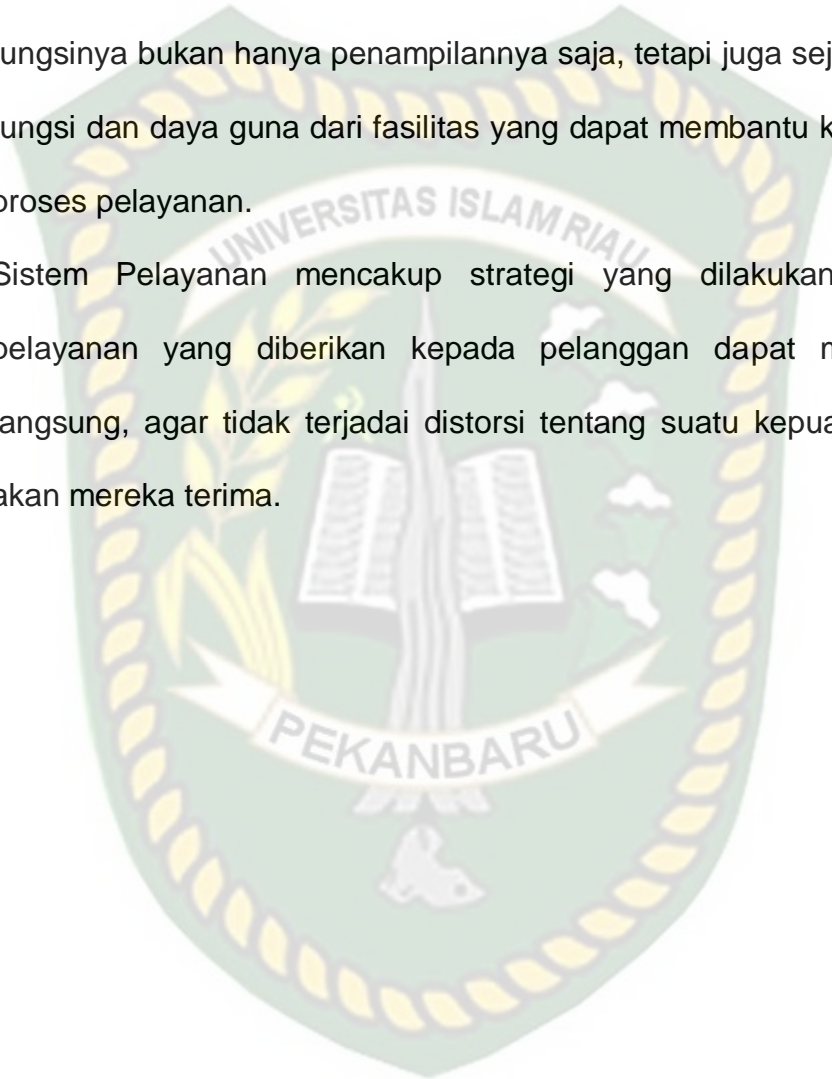 ungsinya bukan hanya penampilannya saja, tetapi juga sej
ungsi dan daya guna dari fasilitas yang dapat membantu k
proses pelayanan.
UNIVERSITAS ISLAM RIAU
Sistem Pelayanan mencakup strategi yang dilakukan
pelayanan yang diberikan kepada pelanggan dapat m
angsung, agar tidak terjadai distorsi tentang suatu kepua
akan mereka terima.
PEKANBARU